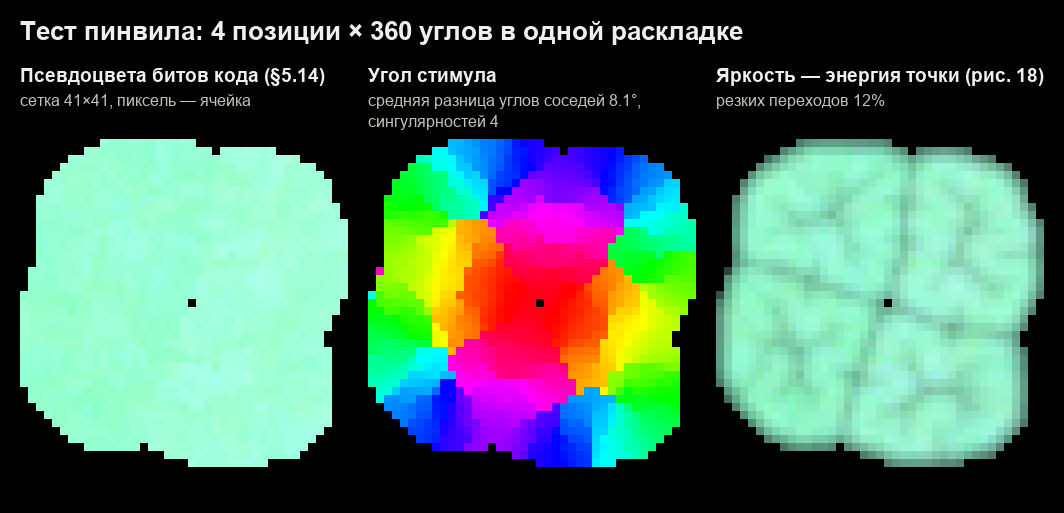 Тест пинвила: 4 позиции × 360 углов в одной раскладке
Псевдоцвета битов кода (§5.14)
сетка 41×41, пиксель — ячейка
Угол стимула
средняя разница углов соседей 8.1°,
сингулярностей 4
Яркость — энергия точки (рис. 18)
резких переходов 12%